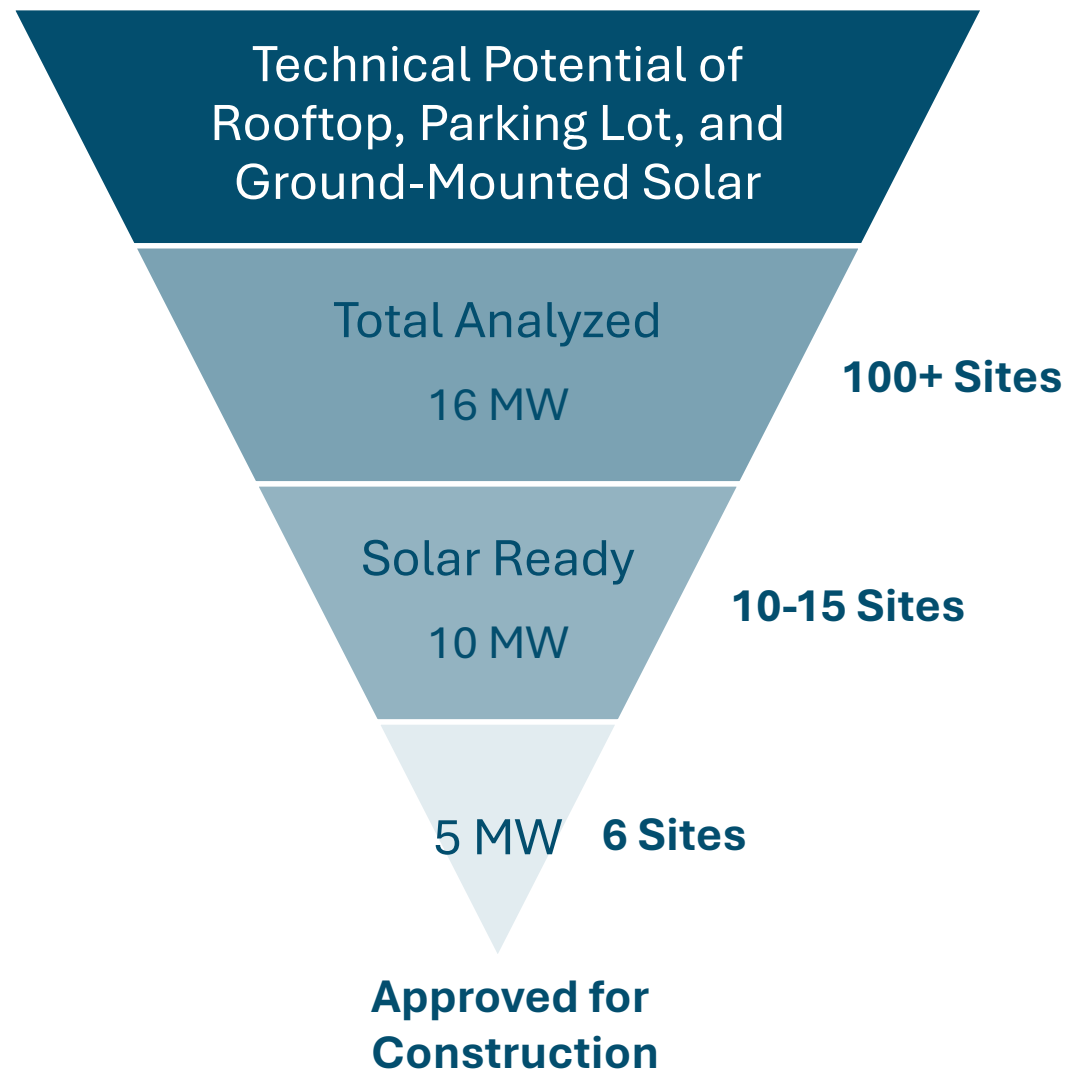 Technical Potential of
Rooftop, Parking Lot, and
Ground-Mounted Solar
Total Analyzed
16 MW
100+ Sites
Solar Ready
10 MW
10-15 Sites
5 MW
6 Sites
Approved for
Construction